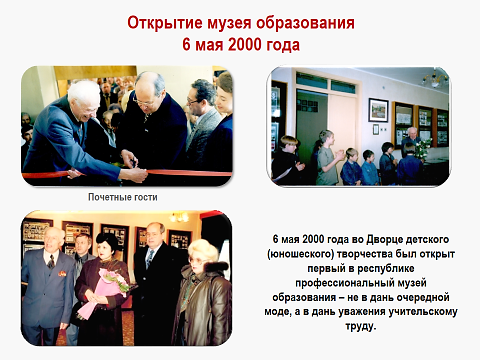 Открытие музея образования
6 мая 2000 года
Почетные гости
6 мая 2000 года во Дворце детского
(юношеского) творчества был открыт
первый в республике
профессиональный музей
образования – не в дань очередной
моде, а в дань уважения учительскому
труду.